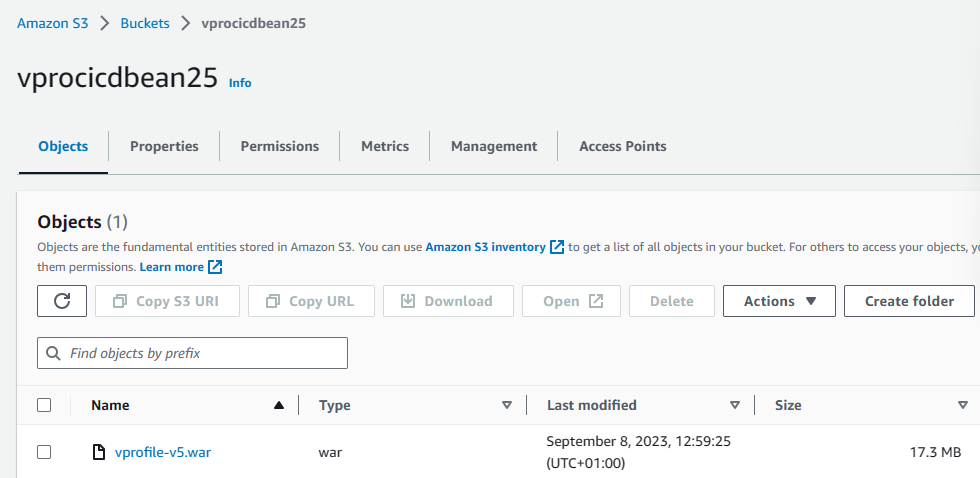 Amazon S3 > Buckets > vprocicdbean25
vprocicdbean25 Info
Objects Properties Permissions Metrics Management Access Points
Objects (1)
Objects are the fundamental entities stored in Amazon S3. You can use Amazon S3 inventory to get a list of all objects in your bucket. For others to access your objects,
them permissions. Learn more
Copy S3 URI Copy URL Download Open Delete Actions Create folder
Find objects by prefix
Name Type Last modified Size
vprofile-v5.war war September 8, 2023, 12:59:25 17.3 MB
(UTC+01:00)